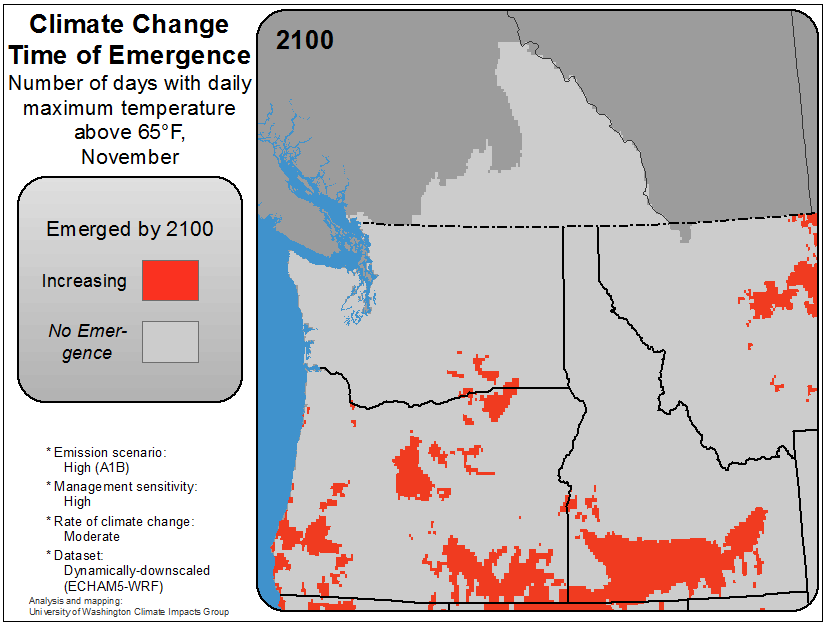 Climate Change
Time of Emergence
Number of days with daily
maximum temperature
above 65°F,
November
2100
Emerged by 2100
Increasing
No Emer-
gence
* Emission scenario:
High (A1B)
* Management sensitivity:
High
* Rate of climate change:
Moderate
* Dataset:
Dynamically-downscaled
(ECHAM5-WRF)
Analysis and mapping:
University of Washington Climate Impacts Group